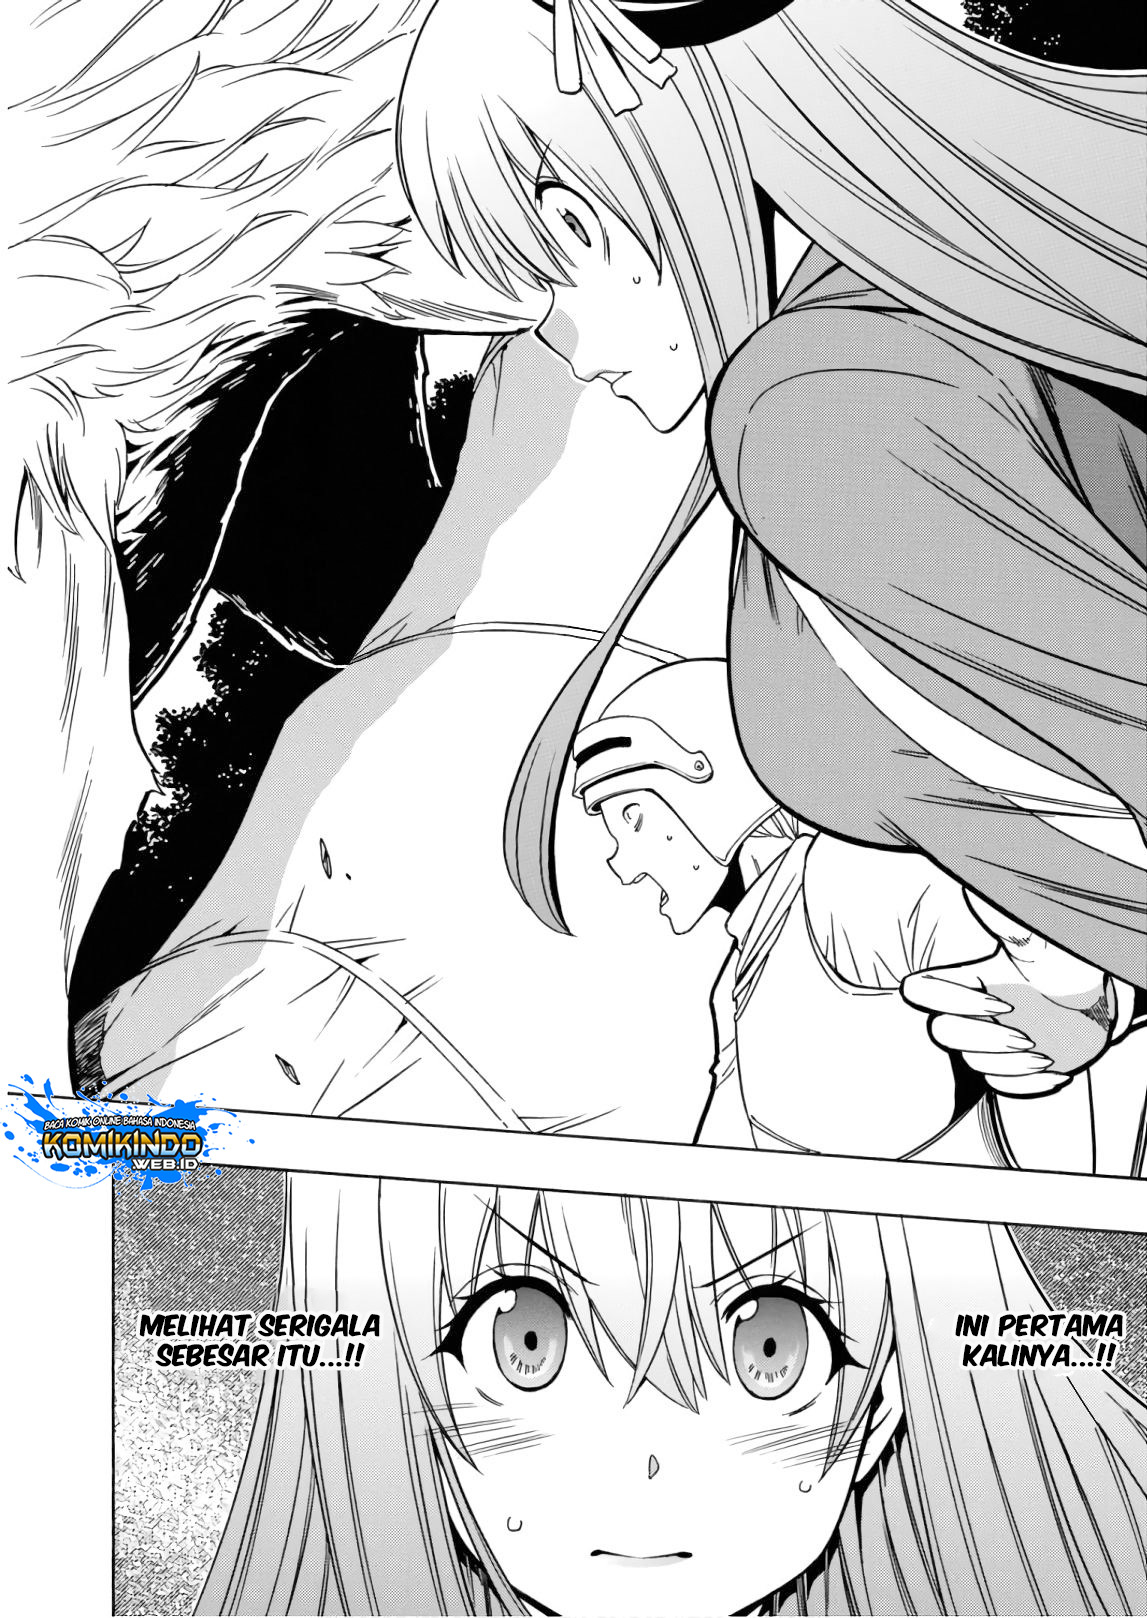 BACA KOMIK ONLINE BAHASA INDONESIA
KOMIKINDO
WEB.ID
INI PERTAMA
KALINYA...!!
MELIHAT SERIGALA
SEBESAR ITU...!!